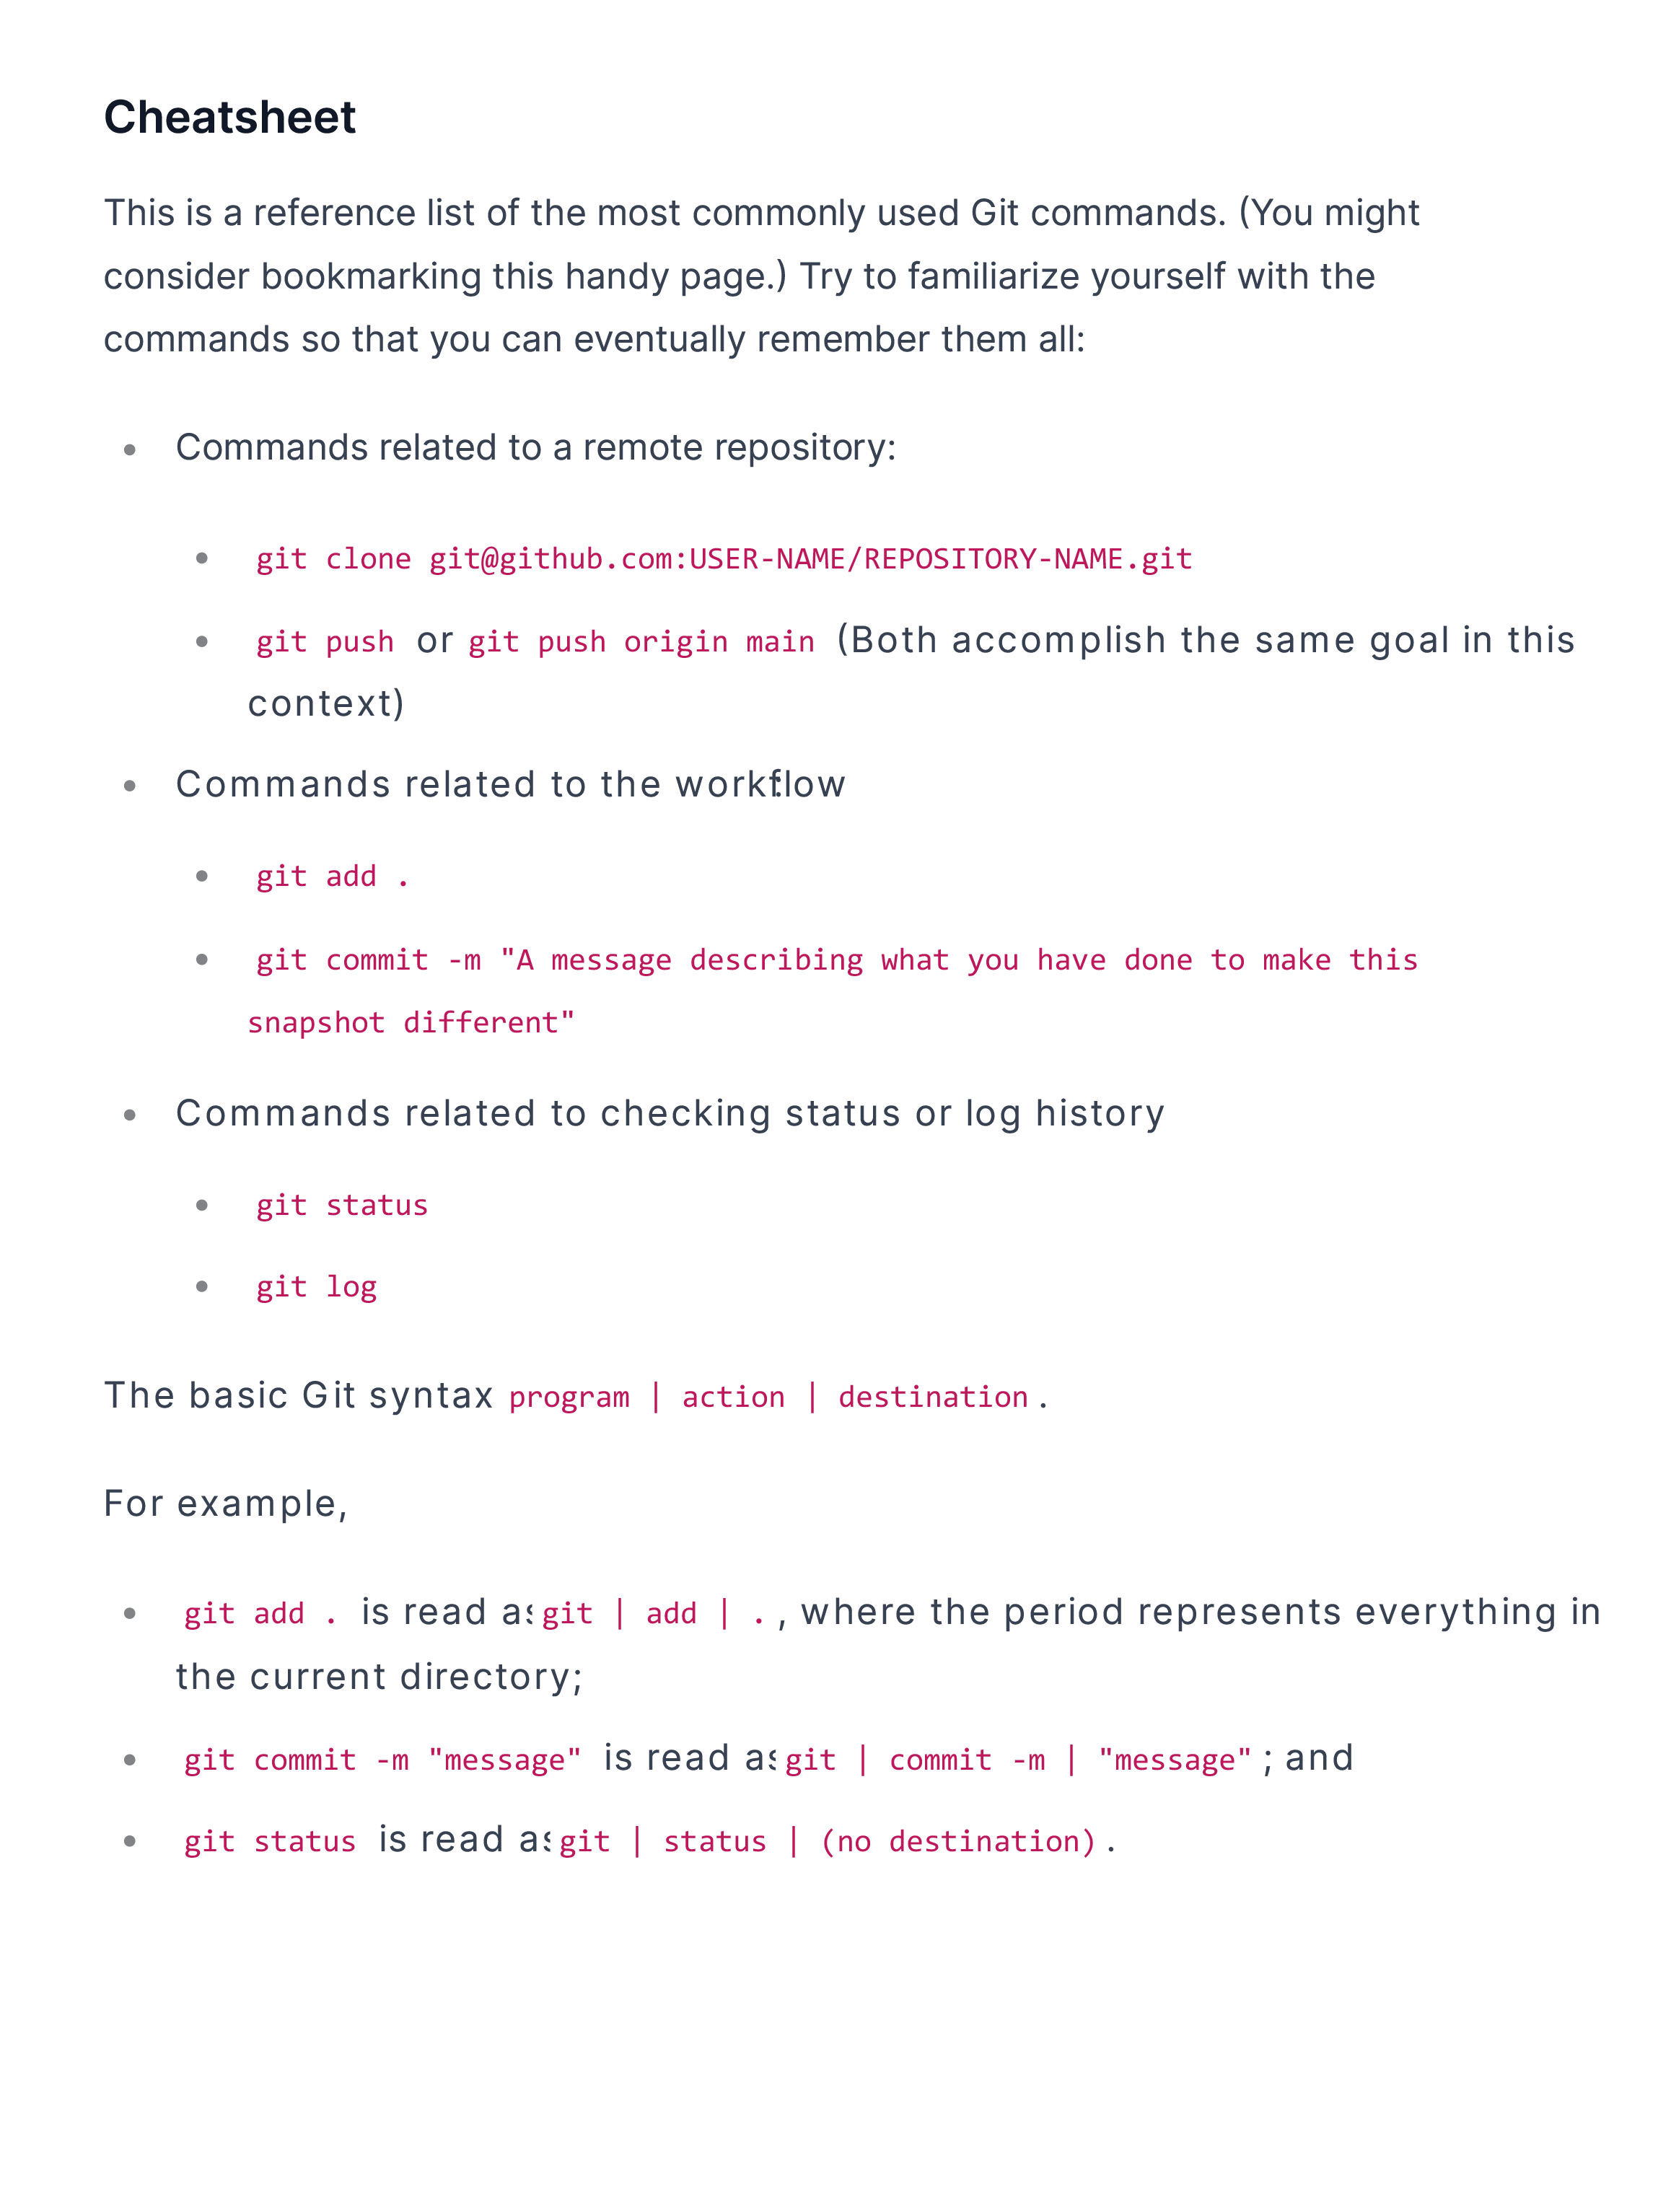 Cheatsheet
This is a reference list of the most commonly used Git commands. (You might
consider bookmarking this handy page.) Try to familiarize yourself with the
commands so that you can eventually remember them all:
• Commands related to a remote repository:
• git clone git@github.com:USER-NAME/REPOSITORY-NAME.git
• git push or git push origin main (Both accomplish the same goal in this
context)
• Commands related to the workflow:
• git add .
• git commit -m "A message describing what you have done to make this
snapshot different"
• Commands related to checking status or log history
• git status
• git log
The basic Git syntax program | action | destination .
For example,
• git add . is read as git | add | . , where the period represents everything in
the current directory;
• git commit -m "message" is read as git | commit -m | "message" ; and
• git status is read as git | status | (no destination) .